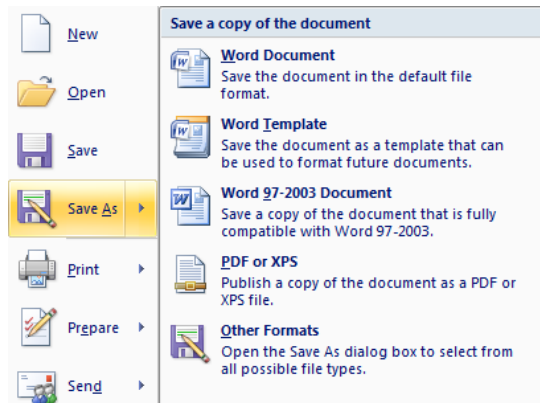 New
Open
Save
Save As
Print
Prepare
Send
Save a copy of the document
Word Document
Save the document in the default file
format.
Word Template
Save the document as a template that can
be used to format future documents.
Word 97-2003 Document
Save a copy of the document that is fully
compatible with Word 97-2003.
PDF or XPS
Publish a copy of the document as a PDF or
XPS file.
Other Formats
Open the Save As dialog box to select from
all possible file types.